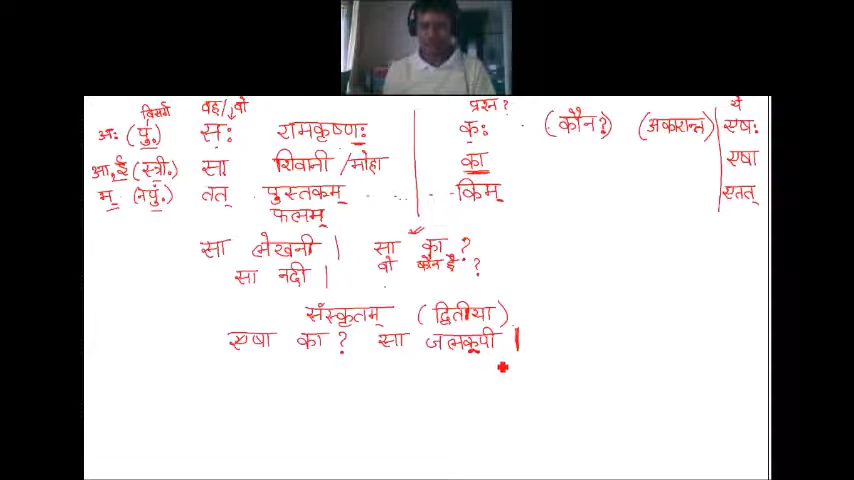 विसर्ग वह/वो प्रश्न? ये
अः (पुं.) सः रामकृष्णः कः (कौन?) (अकारान्त) एषः
आ, ई (स्त्री.) सा शिवानी/मोहा का एषा
म् (नपुं.) तत् पुस्तकम् ..... किम् एतत्
फलम्
सा लेखनी | सा का?
सा नदी | वो कौन है?
संस्कृतम् (द्वितीया)
एषा का? सा जलकूपी |